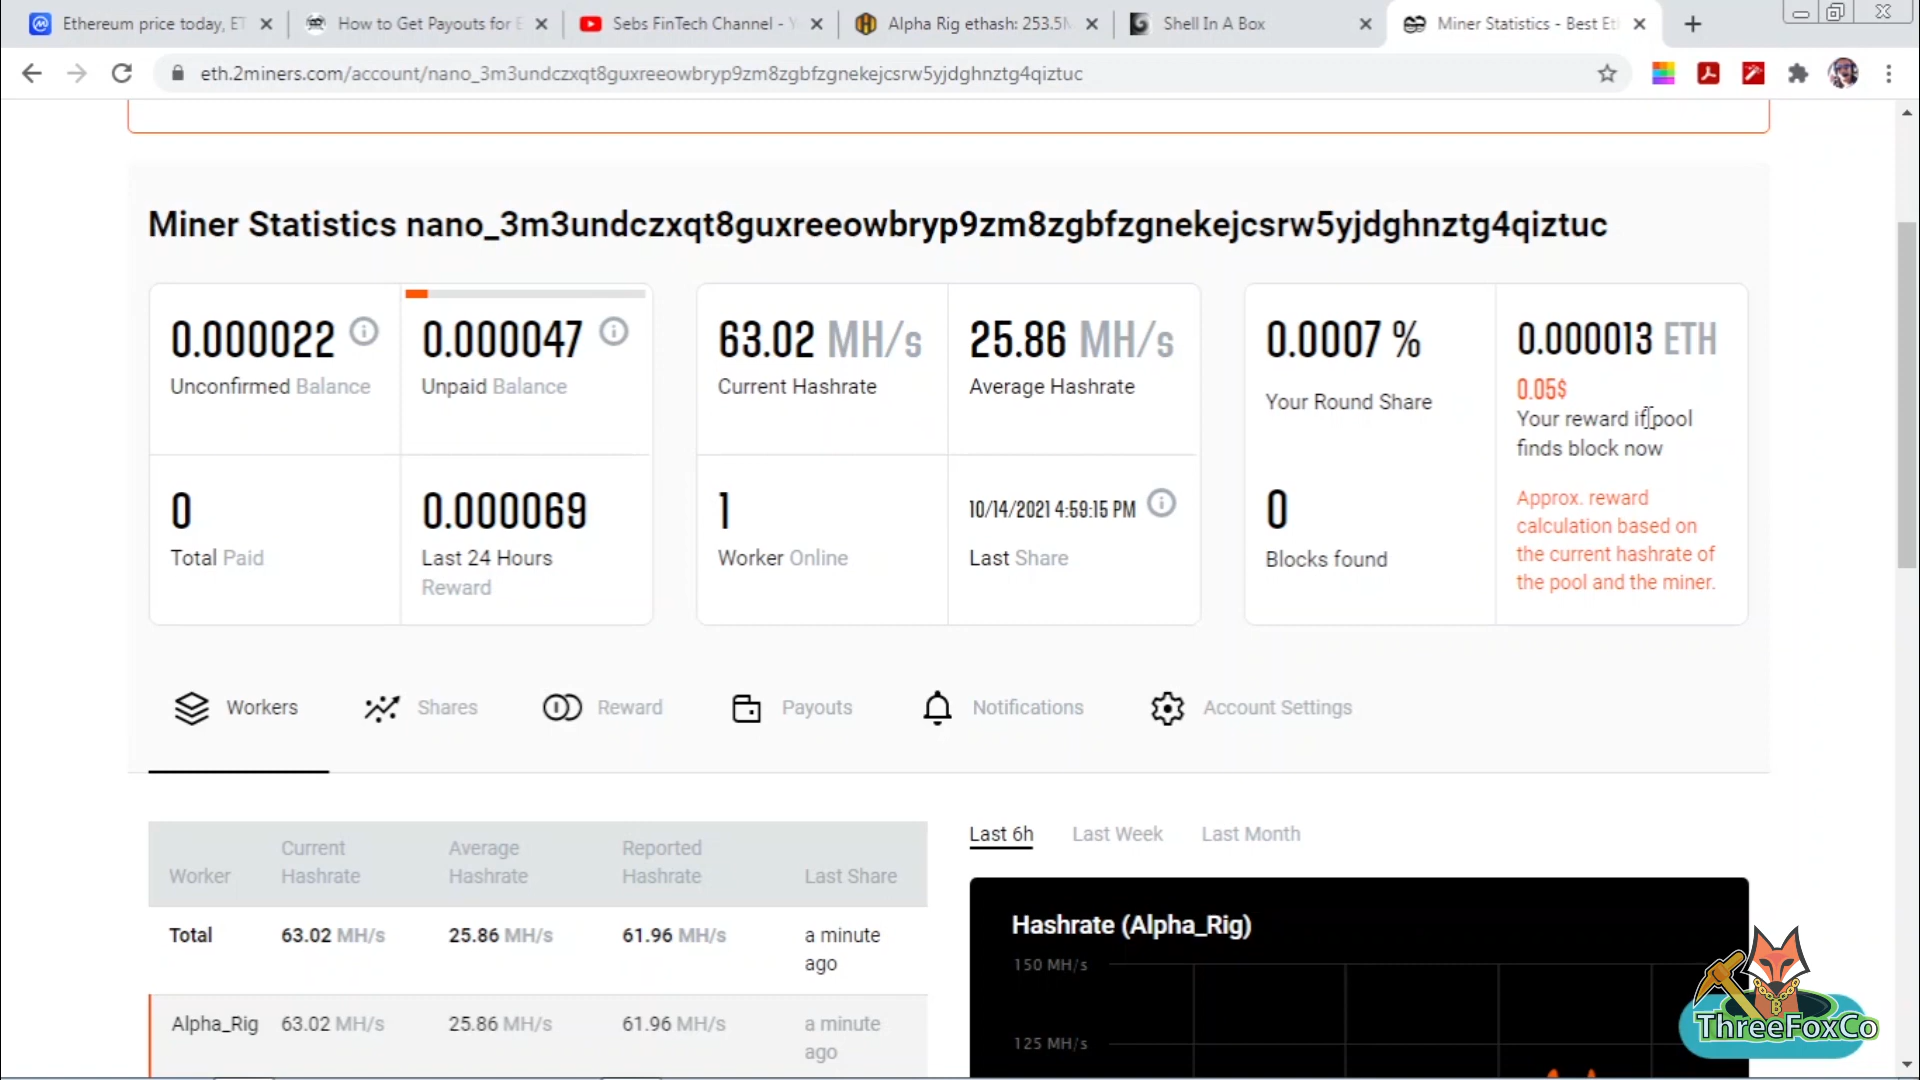 Ethereum price today, ET
How to Get Payouts for E
Sebs FinTech Channel - Y
Alpha Rig ethash: 253.5M
Shell In A Box
Miner Statistics - Best Et
eth.2miners.com/account/nano_3m3undczxqt8guxreeowbryp9zm8zgbfzgnekejcsrw5yjdghnztg4qiztuc
Miner Statistics nano_3m3undczxqt8guxreeowbryp9zm8zgbfzgnekejcsrw5yjdghnztg4qiztuc
0.000022
Unconfirmed Balance
0.000047
Unpaid Balance
0
Total Paid
0.000069
Last 24 Hours
Reward
63.02 MH/s
Current Hashrate
25.86 MH/s
Average Hashrate
1
Worker Online
10/14/2021 4:59:15 PM
Last Share
0.0007 %
Your Round Share
0
Blocks found
0.000013 ETH
0.05$
Your reward if pool
finds block now
Approx. reward
calculation based on
the current hashrate of
the pool and the miner.
Workers
Shares
Reward
Payouts
Notifications
Account Settings
Worker
Current
Hashrate
Average
Hashrate
Reported
Hashrate
Last Share
Total
63.02 MH/s
25.86 MH/s
61.96 MH/s
a minute
ago
Alpha_Rig
63.02 MH/s
25.86 MH/s
61.96 MH/s
a minute
ago
Last 6h
Last Week
Last Month
Hashrate (Alpha_Rig)
150 MH/s
125 MH/s
ThreeFoxCo